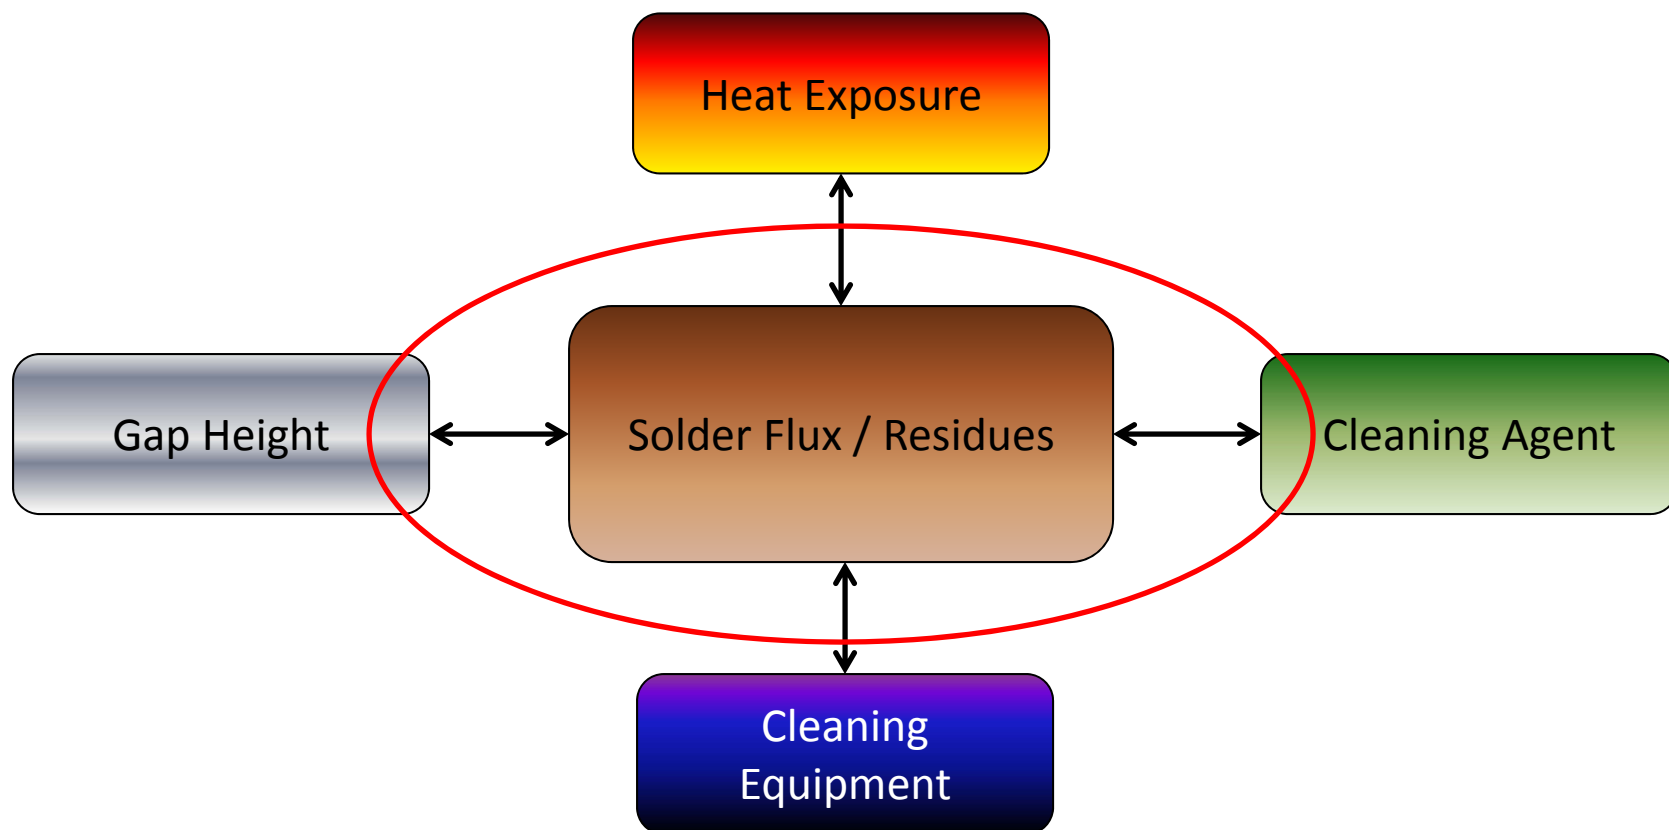 Heat Exposure
Gap Height
Solder Flux / Residues
Cleaning Agent
Cleaning
Equipment